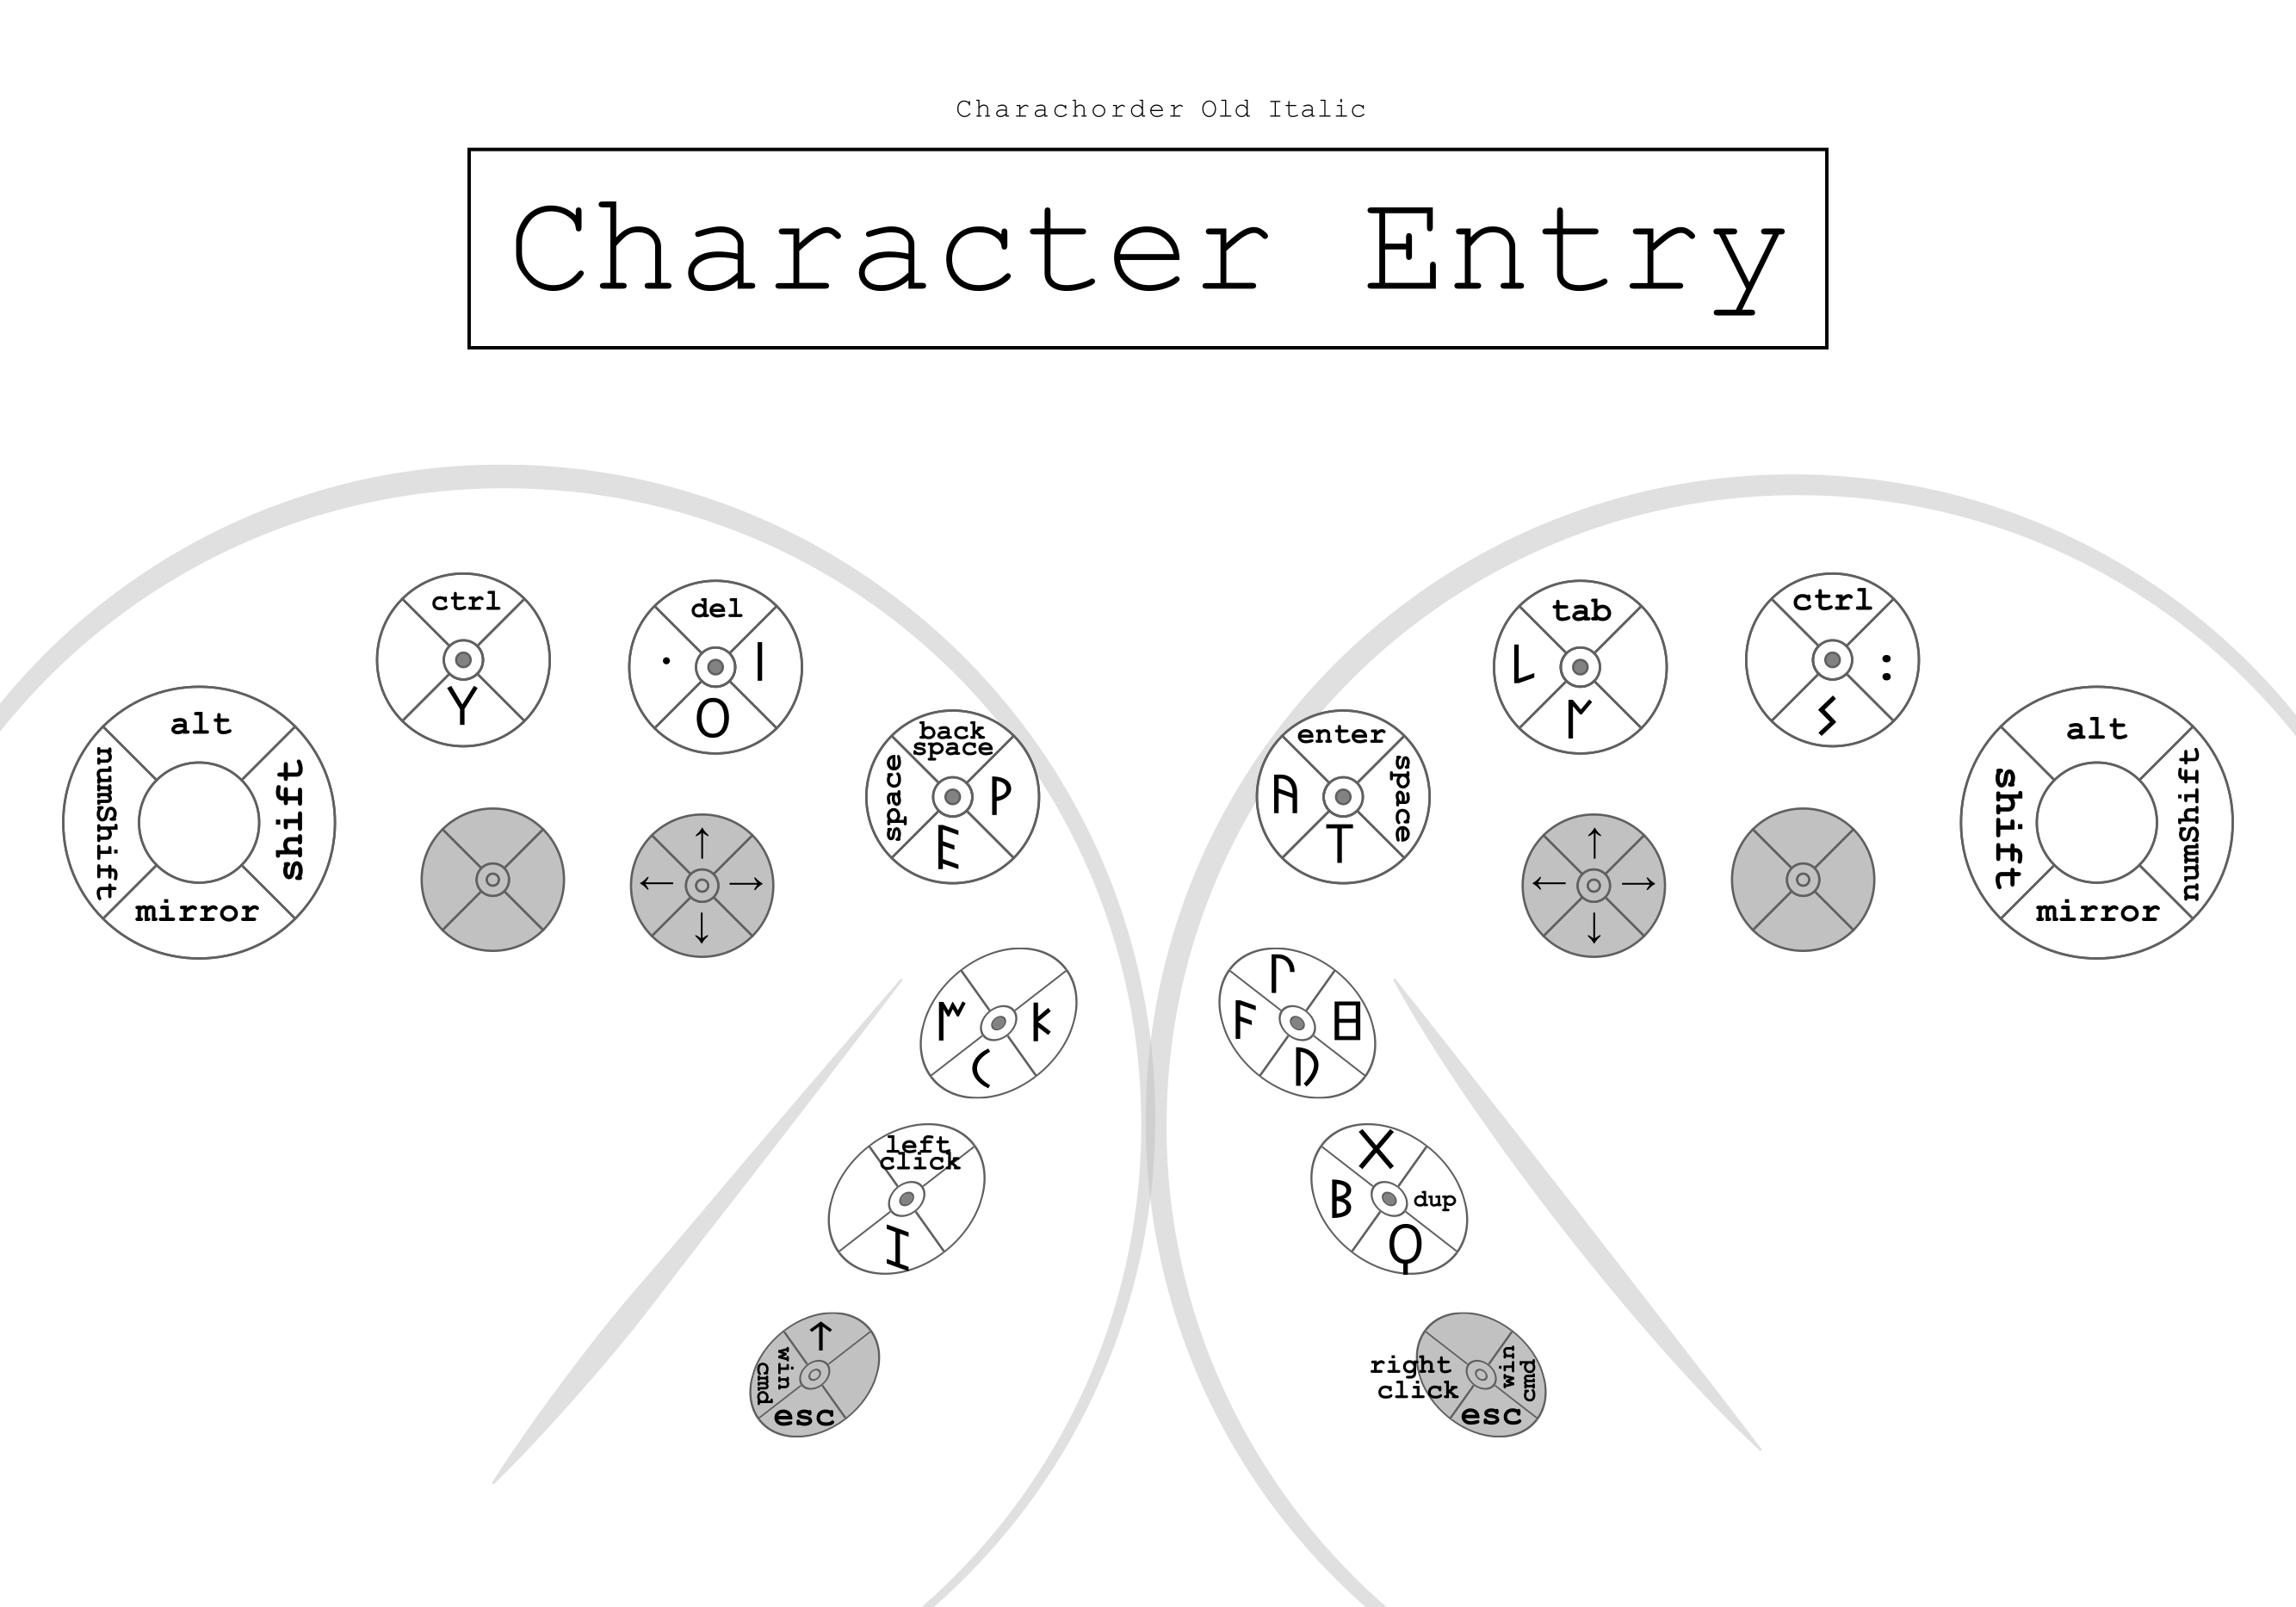 Charachorder Old Italic
Character Entry
ctrl
𐌖
del
·
𐌉
𐌏
tab
𐌋
𐌍
ctrl
:
𐌔
alt
numShift
shift
mirror
back
space
space
𐌓
𐌄
enter
𐌀
space
𐌕
alt
shift
numShift
mirror
↑
← →
↓
↑
← →
↓
𐌌
𐌊
𐌂
𐌐
𐌅
𐌇
𐌃
left
click
𐌆
𐌗
𐌁
dup
𐌒
↑
win
cmd
esc
right
click
win
cmd
esc